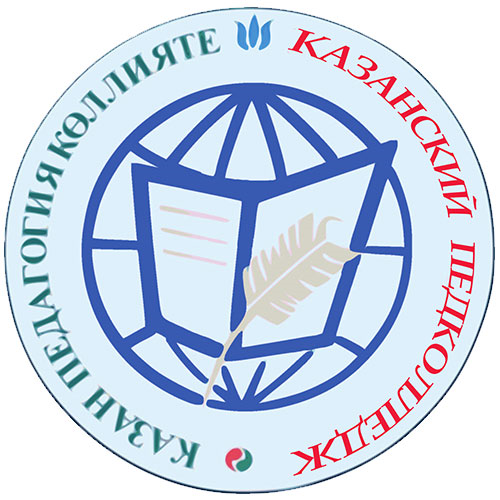 КАЗАН ПЕДАГОГИЯ КӨЛЛИЯТЕ
КАЗАНСКИЙ ПЕДКОЛЛЕДЖ